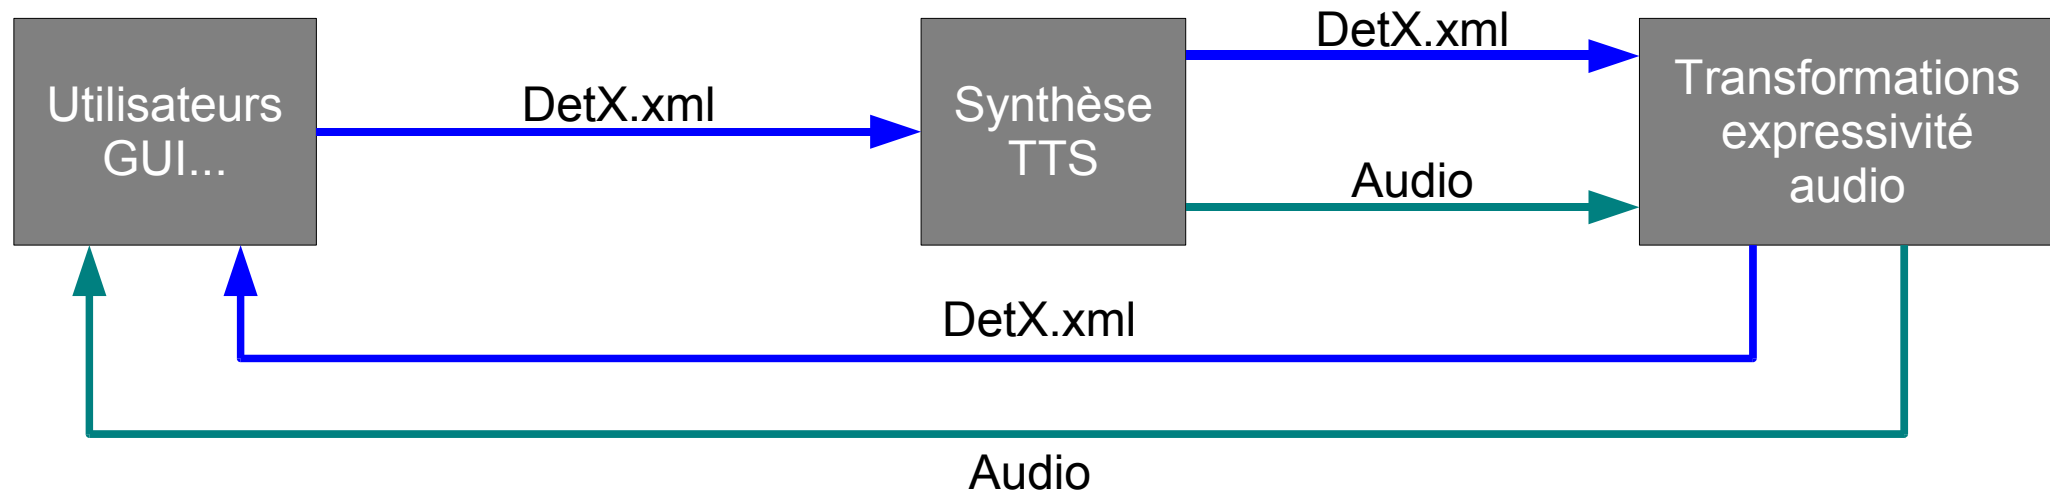 Utilisateurs
GUI...
DetX.xml
Synthèse
TTS
DetX.xml
Audio
Transformations
expressivité
audio
DetX.xml
Audio